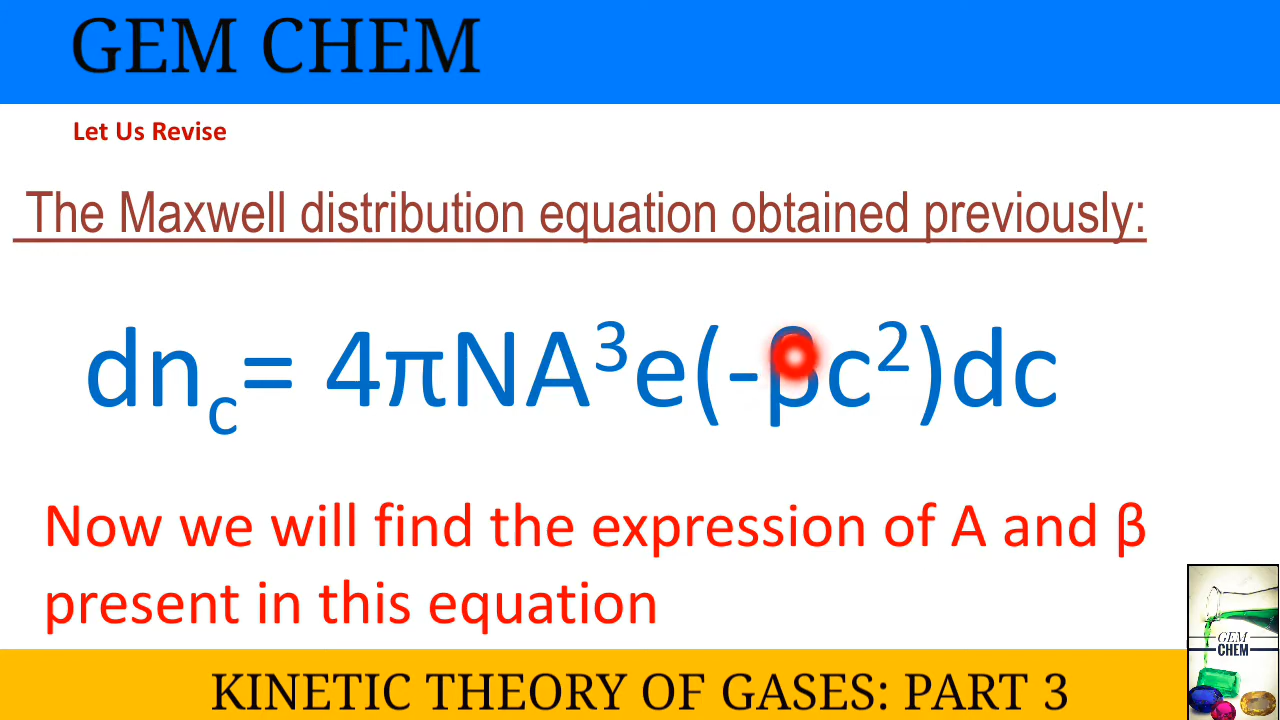 GEM CHEM
Let Us Revise
The Maxwell distribution equation obtained previously:
dn_c= 4πNA³e(-βc²)dc
Now we will find the expression of A and β
present in this equation
GEM
CHEM
KINETIC THEORY OF GASES: PART 3